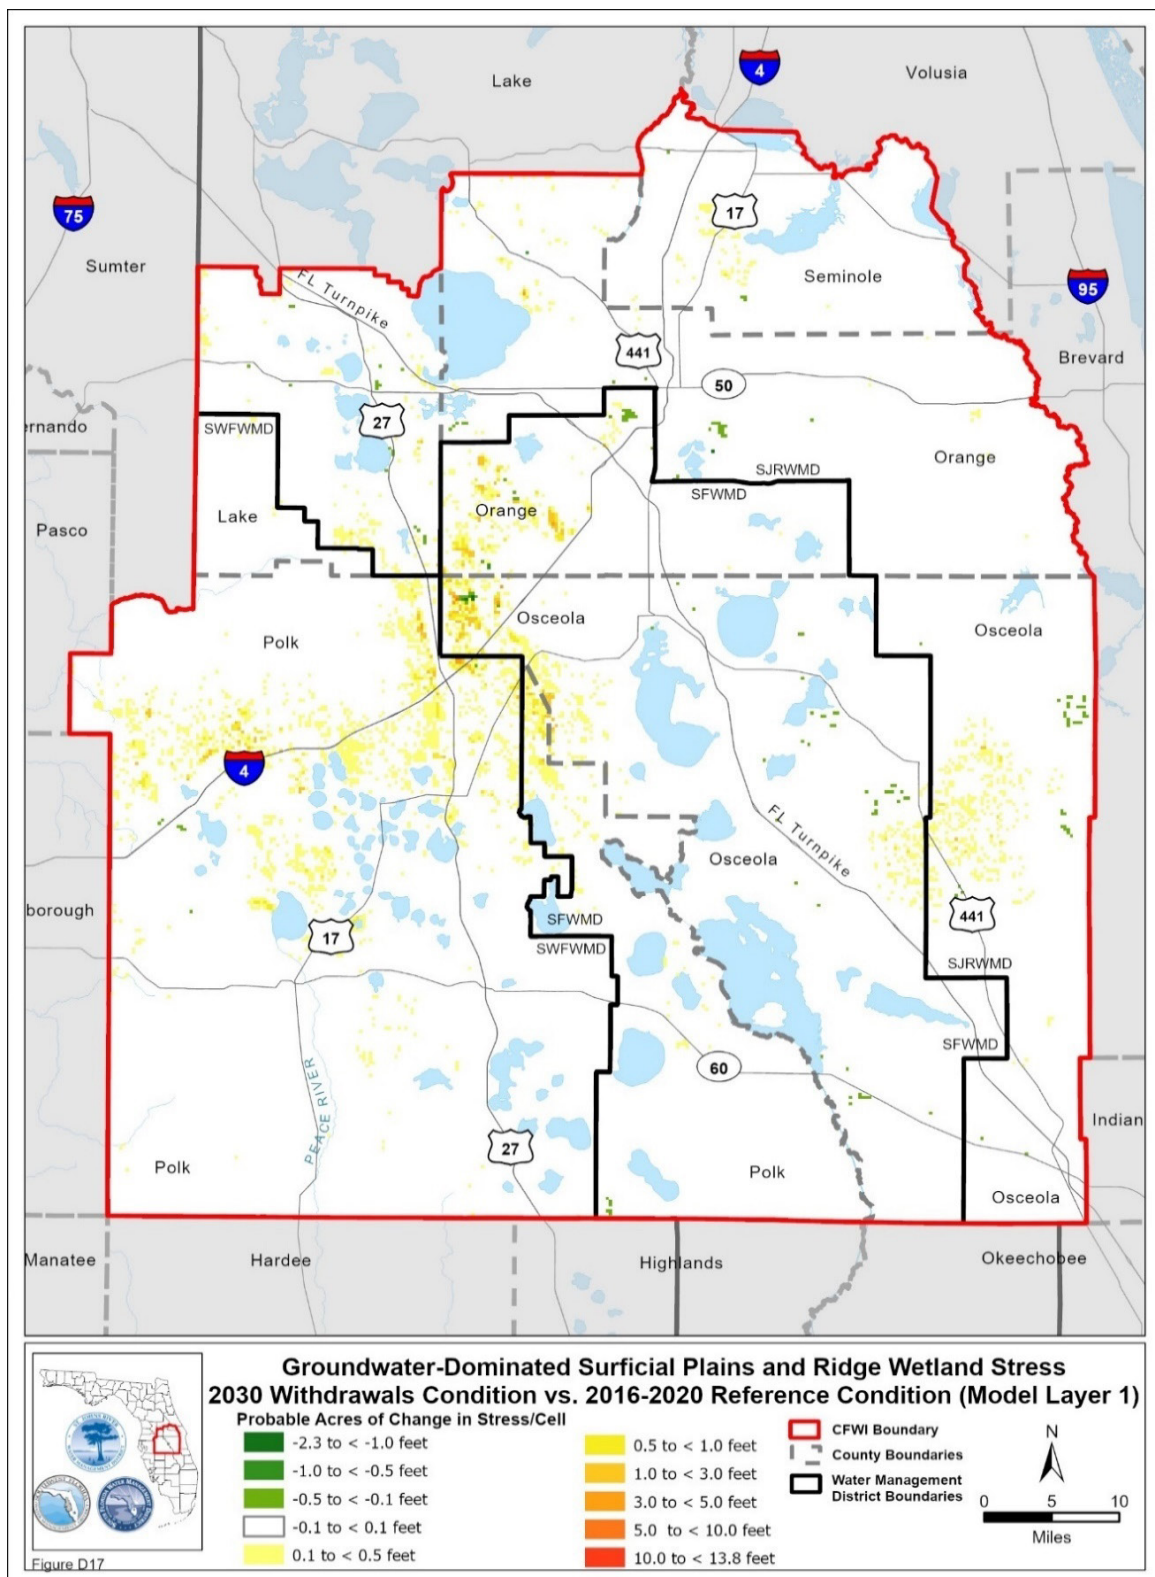 Lake
Volusia
4
75
17
Sumter
Seminole
FL Turnpike
95
441
Brevard
50
27
ernando
SWFWMD
Orange
SJRWMD
SFWMD
Lake
Orange
Pasco
Osceola
Osceola
Polk
4
FL Turnpike
Osceola
borough
SFWMD
441
17
SWFWMD
SJRWMD
SFWMD
60
PEACE RIVER
Indian
27
Polk
Polk
Osceola
Manatee
Hardee
Highlands
Okeechobee
Groundwater-Dominated Surficial Plains and Ridge Wetland Stress
2030 Withdrawals Condition vs. 2016-2020 Reference Condition (Model Layer 1)
Probable Acres of Change in Stress/Cell
-2.3 to < -1.0 feet
-1.0 to < -0.5 feet
-0.5 to < -0.1 feet
-0.1 to < 0.1 feet
0.1 to < 0.5 feet
0.5 to < 1.0 feet
1.0 to < 3.0 feet
3.0 to < 5.0 feet
5.0 to < 10.0 feet
10.0 to < 13.8 feet
CFWI Boundary
County Boundaries
Water Management
District Boundaries
N
0 5 10
Miles
Figure D17